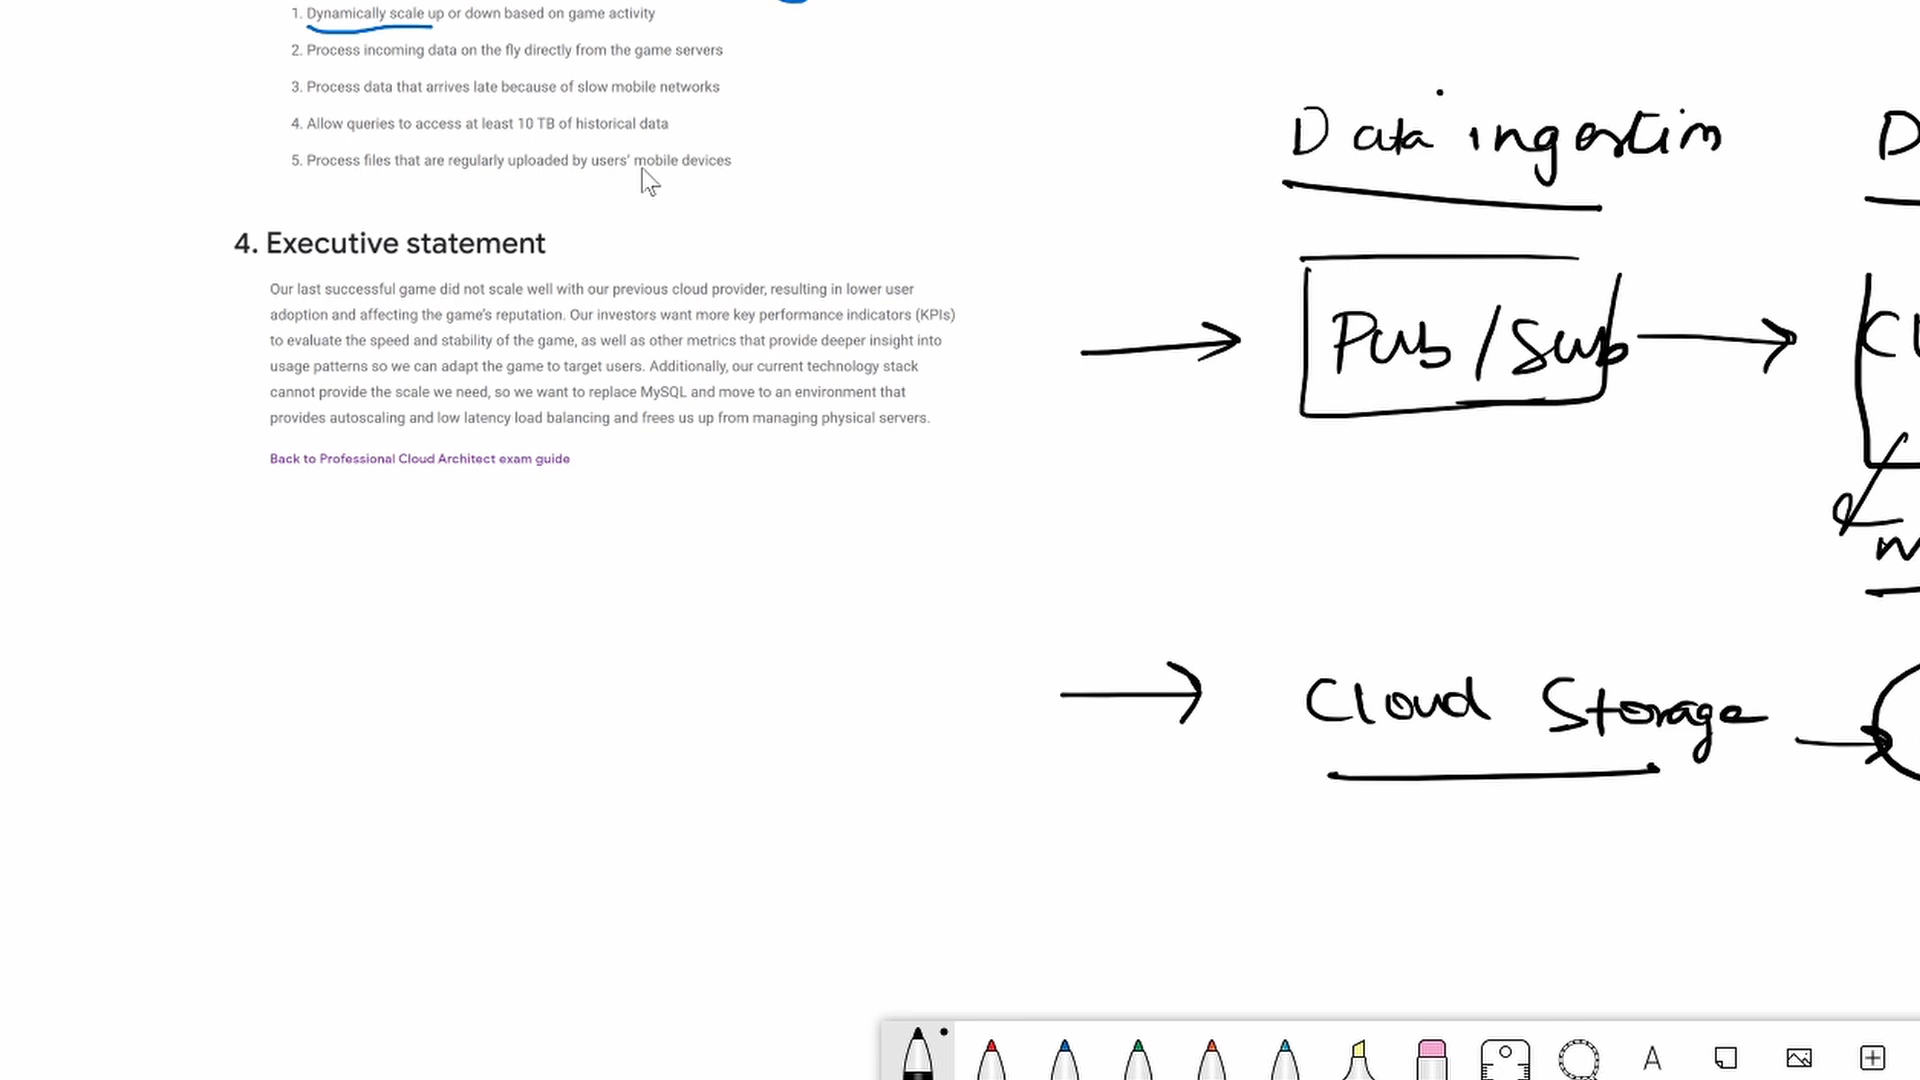 1. Dynamically scale up or down based on game activity
2. Process incoming data on the fly directly from the game servers
3. Process data that arrives late because of slow mobile networks
4. Allow queries to access at least 10 TB of historical data
5. Process files that are regularly uploaded by users' mobile devices
4. Executive statement
Our last successful game did not scale well with our previous cloud provider, resulting in lower user
adoption and affecting the game's reputation. Our investors want more key performance indicators (KPIs)
to evaluate the speed and stability of the game, as well as other metrics that provide deeper insight into
usage patterns so we can adapt the game to target users. Additionally, our current technology stack
cannot provide the scale we need, so we want to replace MySQL and move to an environment that
provides autoscaling and low latency load balancing and frees us up from managing physical servers.
Back to Professional Cloud Architect exam guide
Data ingestion
D
Pub/Sub
Cl
Cloud Storage
A